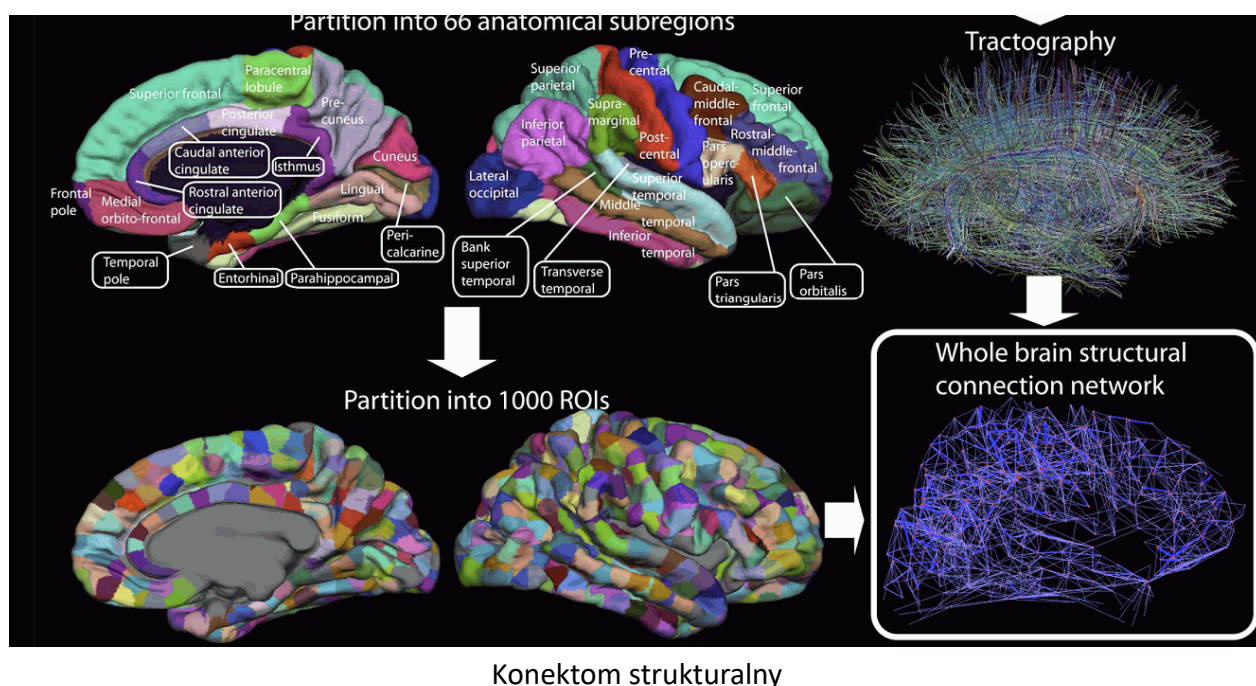 Partition into 66 anatomical subregions
Tractography
Paracentral
lobule
Superior frontal
Posterior
cingulate
Pre-
cuneus
Caudal anterior
cingulate
Isthmus
Cuneus
Rostral anterior
cingulate
Frontal
pole
Medial
orbito-frontal
Lingual
Fusiform
Peri-
calcarine
Temporal
pole
Entorhinal
Parahippocampal
Superior
parietal
Pre-
central
Supra-
marginal
Caudal-
middle-
frontal
Superior
frontal
Inferior
parietal
Post-
central
Rostral-
middle-
frontal
Pars
opercu-
laris
Lateral
occipital
Superior
temporal
Middle
temporal
Inferior
temporal
Bank
superior
temporal
Transverse
temporal
Pars
triangularis
Pars
orbitalis
Partition into 1000 ROIs
Whole brain structural
connection network
Konektom strukturalny